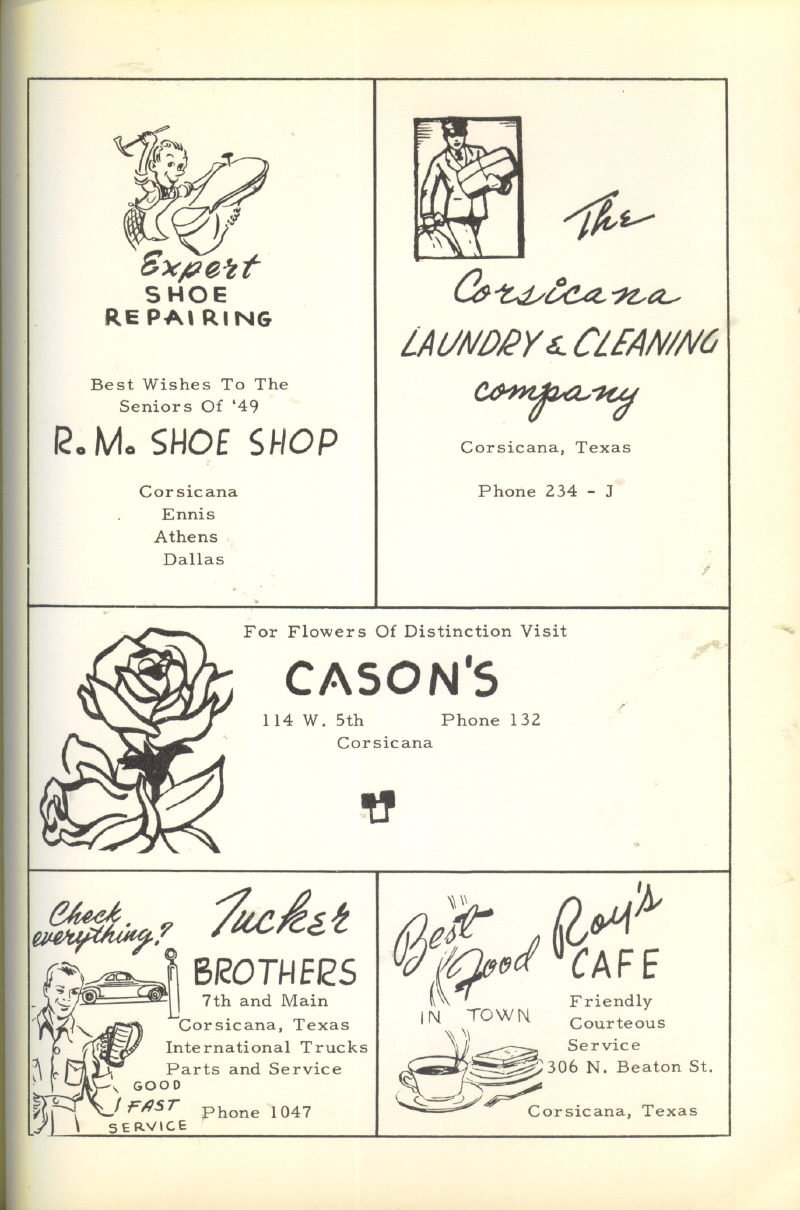 Expert
SHOE
REPAIRING
Best Wishes To The
Seniors Of '49
R. M. SHOE SHOP
Corsicana
Ennis
Athens
Dallas
The
Corsicana
LAUNDRY & CLEANING
company
Corsicana, Texas
Phone 234 - J
For Flowers Of Distinction Visit
CASON'S
114 W. 5th Phone 132
Corsicana
Check
everything?
Tucker
BROTHERS
7th and Main
Corsicana, Texas
International Trucks
Parts and Service
GOOD
FAST
SERVICE
Phone 1047
Best
Food
IN TOWN
Roy's
CAFE
Friendly
Courteous
Service
306 N. Beaton St.
Corsicana, Texas